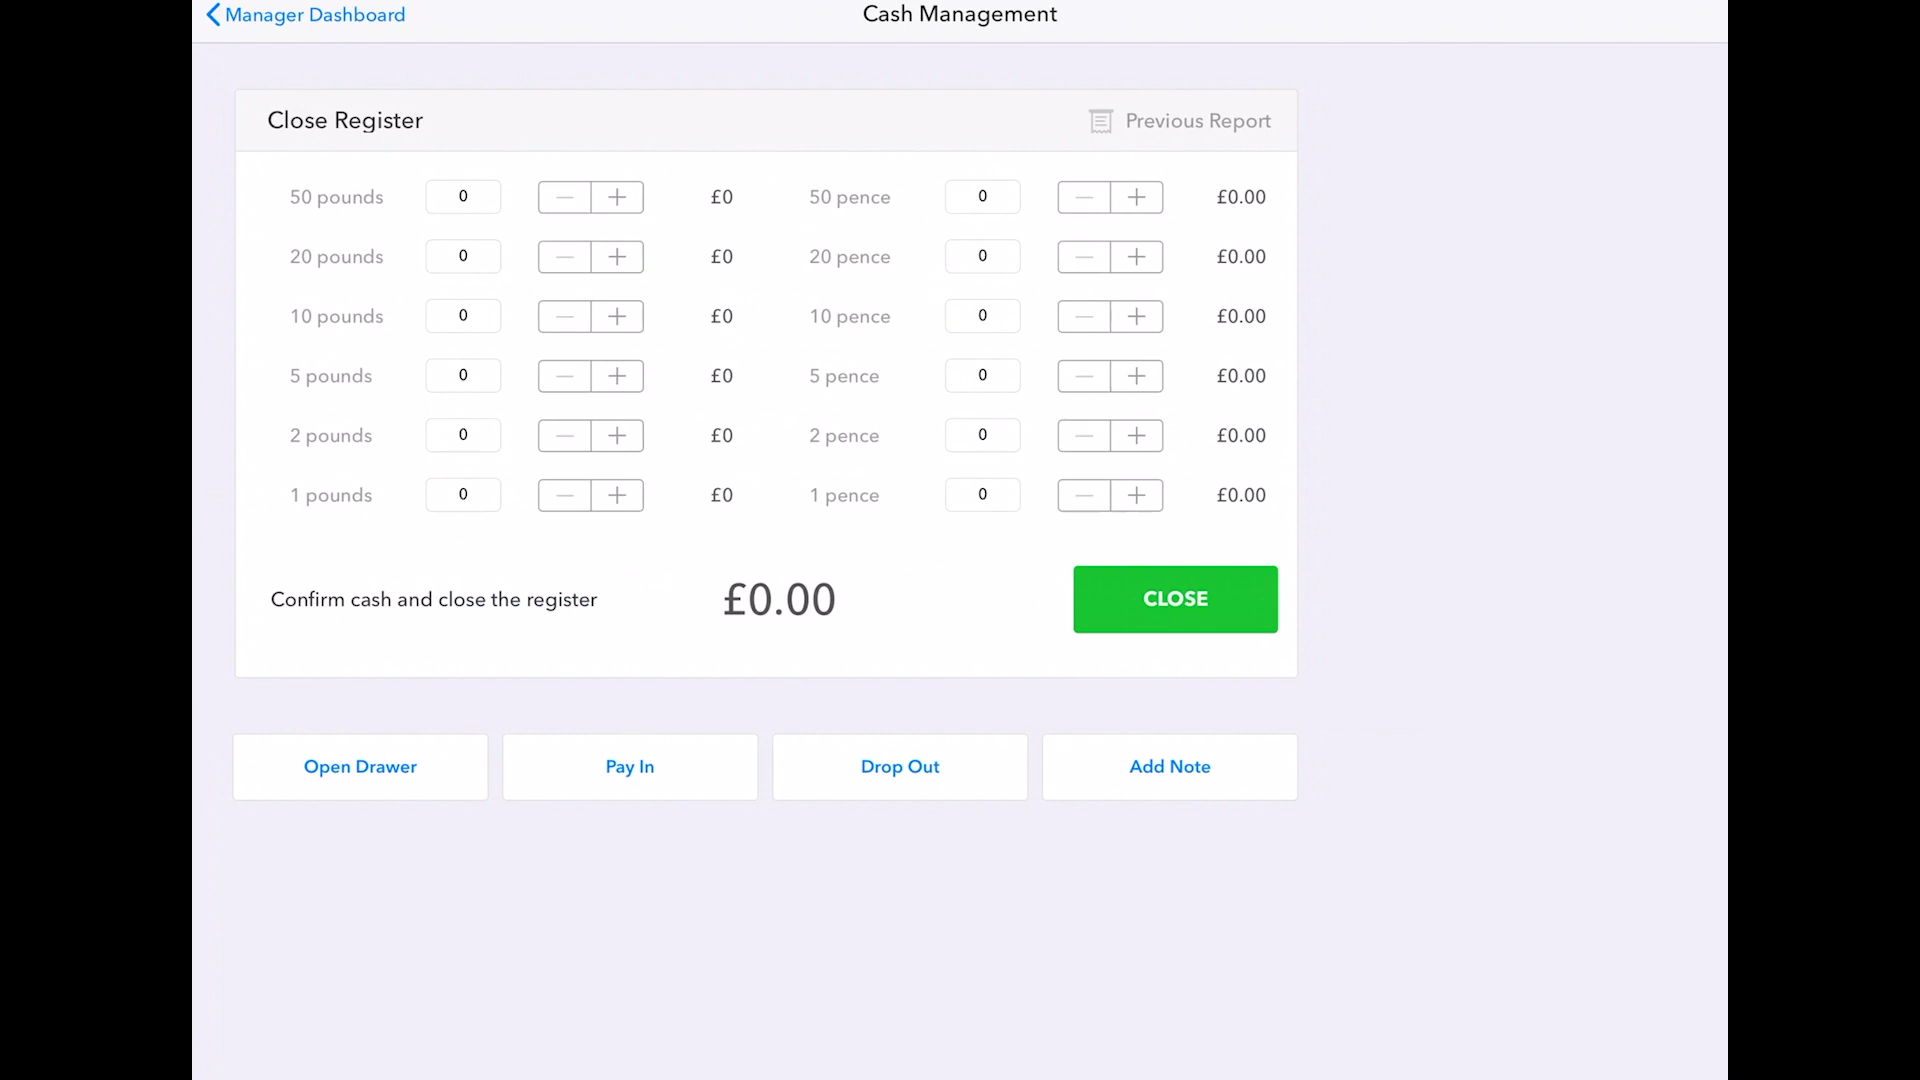 Manager Dashboard
Cash Management
Close Register
Previous Report
50 pounds 0 £0 50 pence 0 £0.00
20 pounds 0 £0 20 pence 0 £0.00
10 pounds 0 £0 10 pence 0 £0.00
5 pounds 0 £0 5 pence 0 £0.00
2 pounds 0 £0 2 pence 0 £0.00
1 pounds 0 £0 1 pence 0 £0.00
Confirm cash and close the register £0.00 CLOSE
Open Drawer Pay In Drop Out Add Note